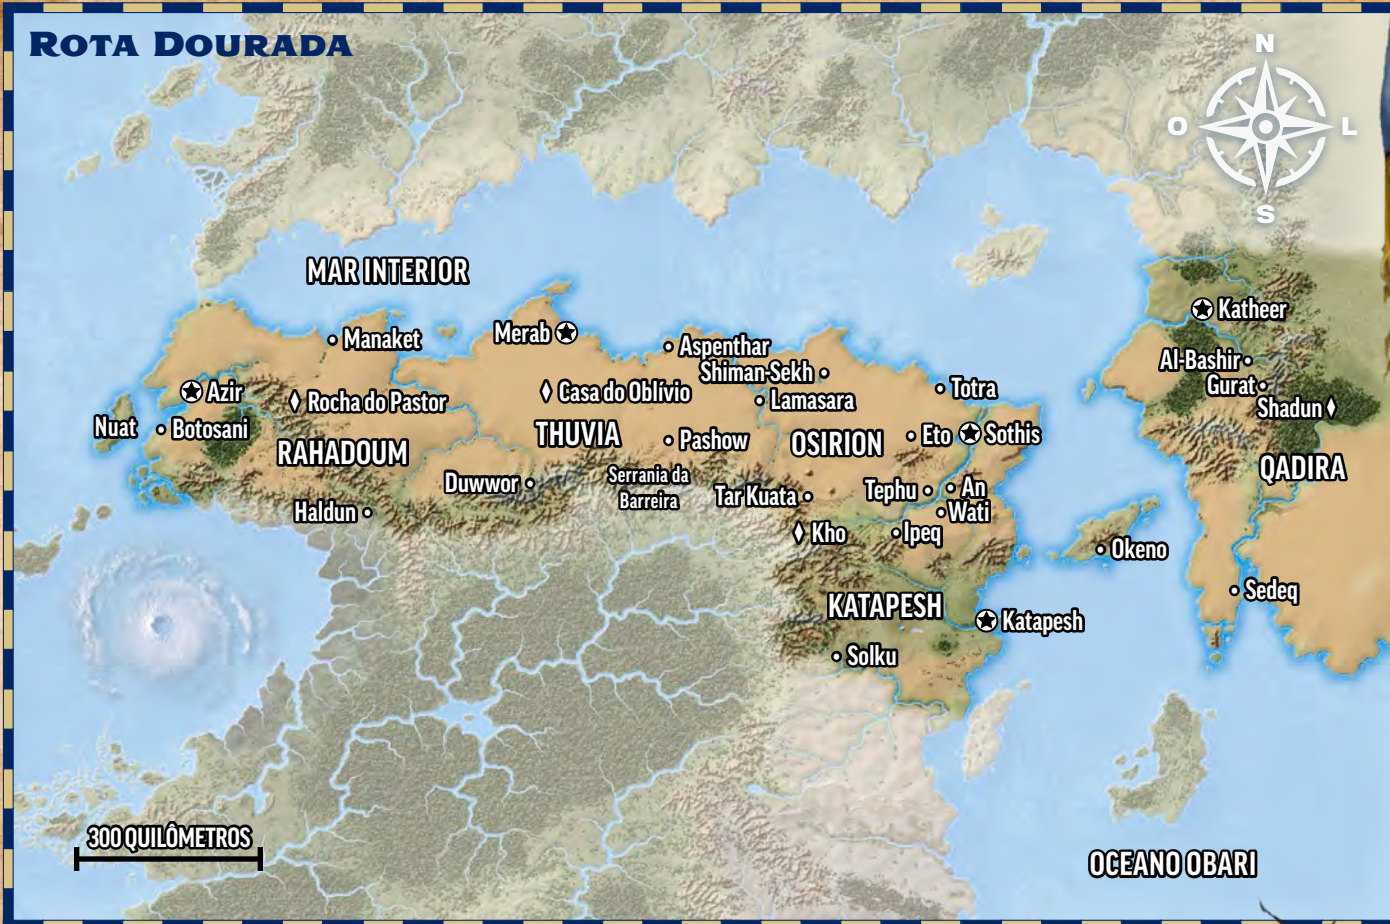 ROTA DOURADA
N
O
L
S
MAR INTERIOR
Katheer
Manaket
Merab
Aspenthar
Al-Bashir
Shiman-Sekh
Gurat
Azir
Rocha do Pastor
Casa do Oblívio
Lamasara
Totra
Shadun
Nuat
Botosani
RAHADOUM
THUVIA
Pashow
OSIRION
Eto
Sothis
QADIRA
Duwwor
Serrania da
Barreira
Tar Kuata
Tephu
An
Wati
Haldun
Kho
Ipeq
Okeno
Sedeq
KATAPESH
Katapesh
Solku
300 QUILÔMETROS
OCEANO OBARI